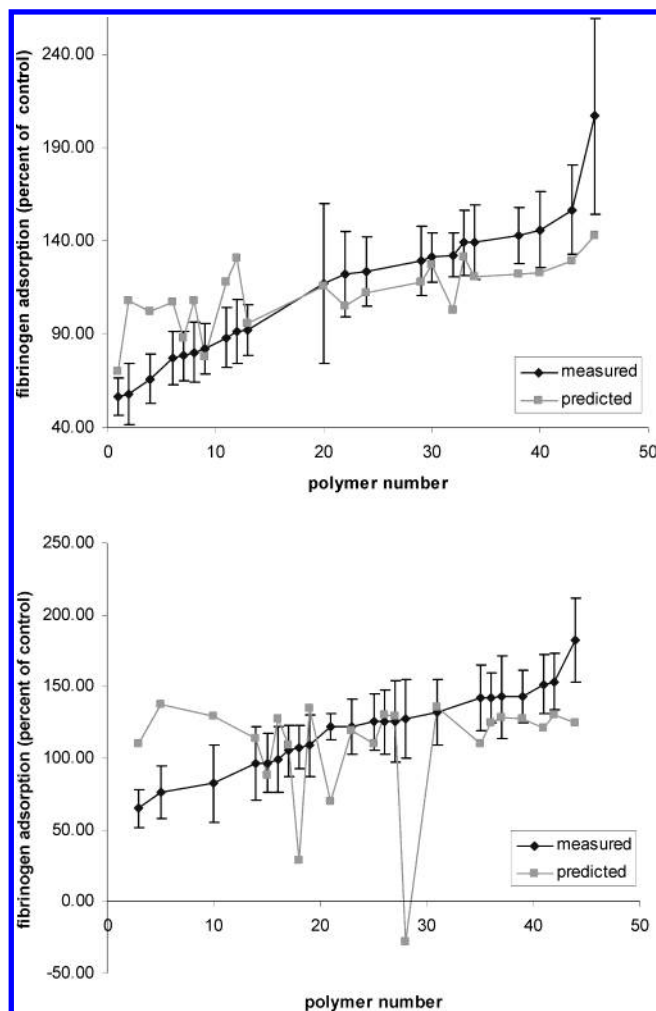 fibrinogen adsorption (percent of control)
240.00
190.00
140.00
90.00
40.00
measured
predicted
0 10 20 30 40 50
polymer number
fibrinogen adsorption (percent of control)
250.00
200.00
150.00
100.00
50.00
measured
predicted
0.00
0 10 20 30 40 50
-50.00
polymer number